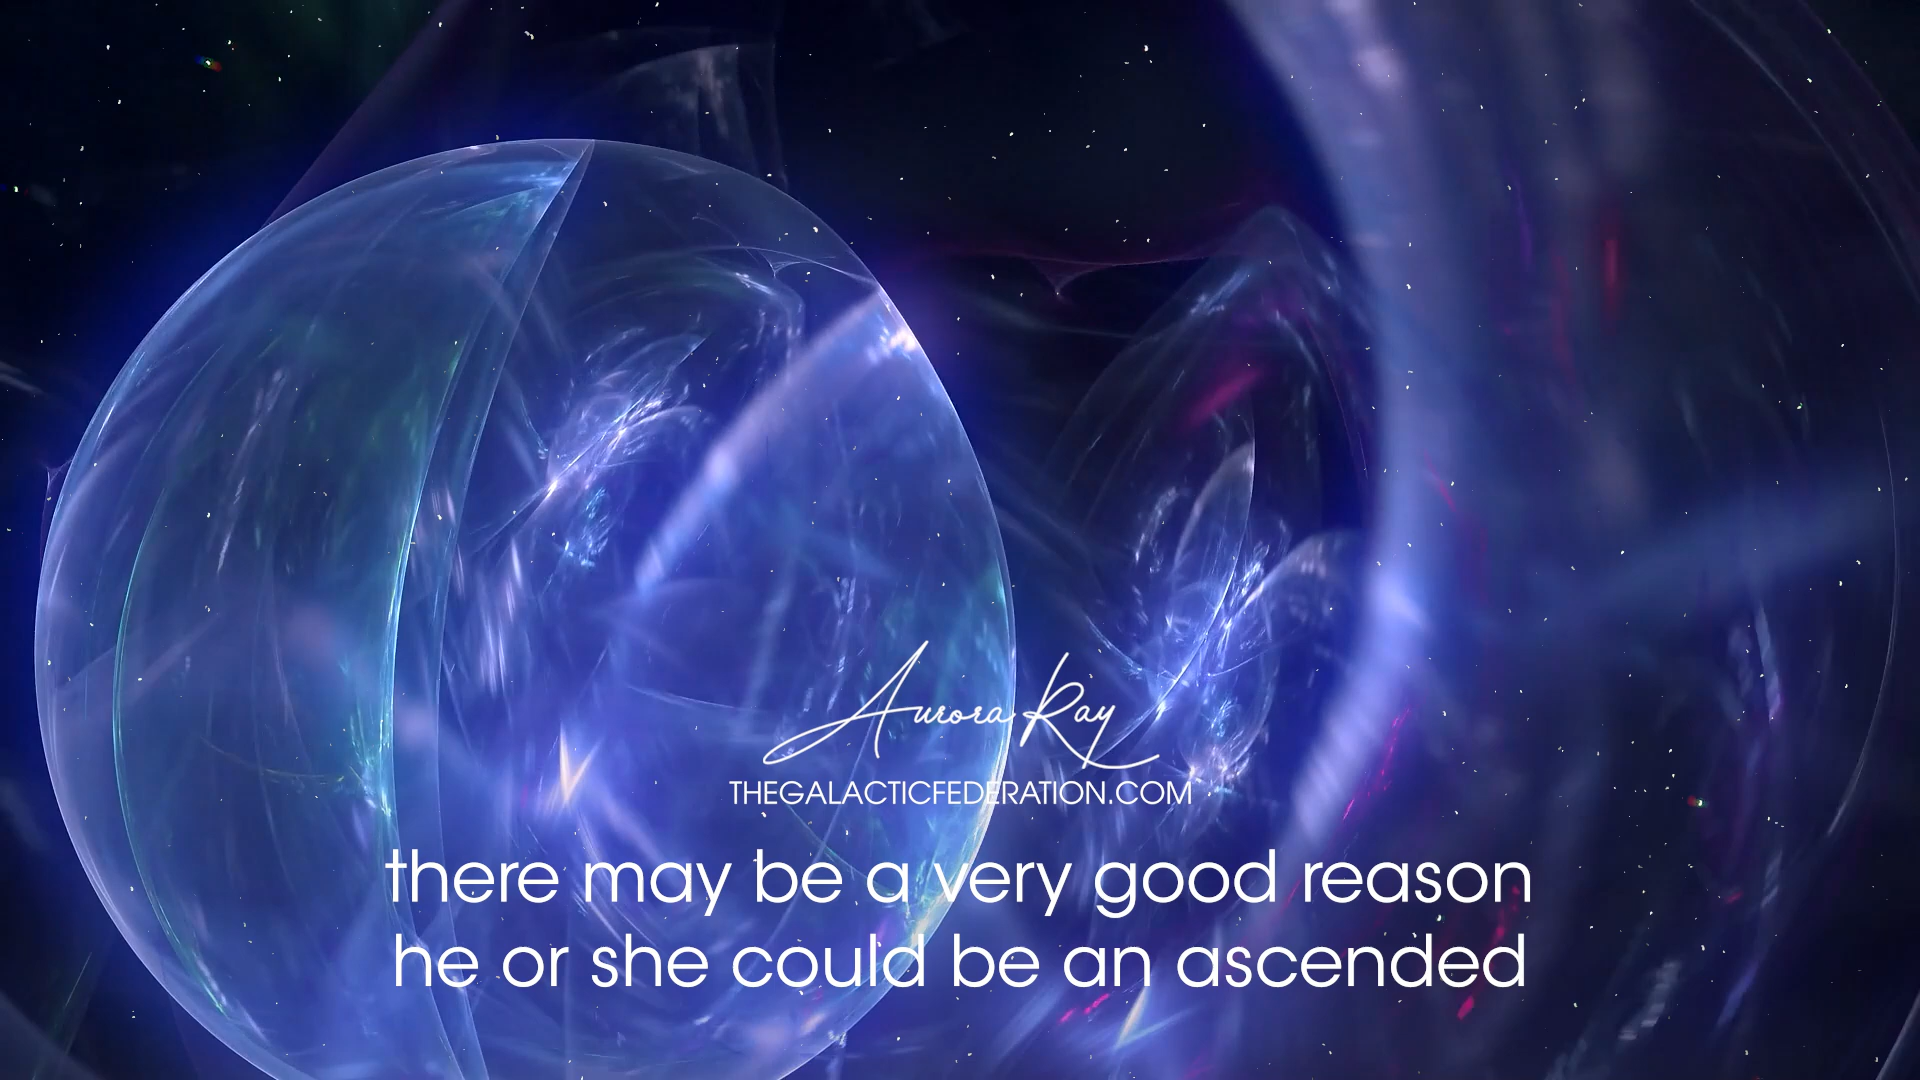 Aurora Ray
THEGALACTICFEDERATION.COM
there may be a very good reason
he or she could be an ascended